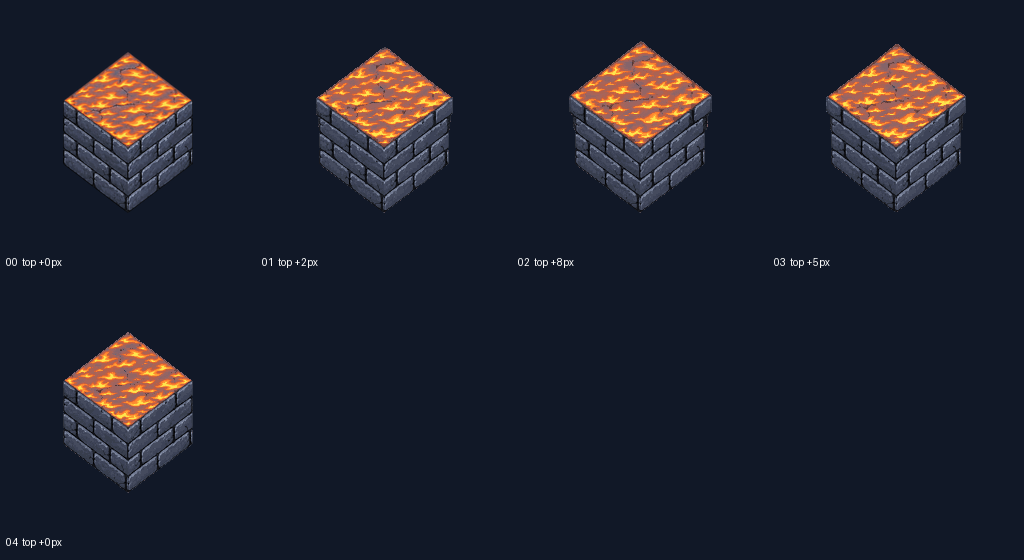 00 top +0px
01 top +2px
02 top +8px
03 top +5px
04 top +0px